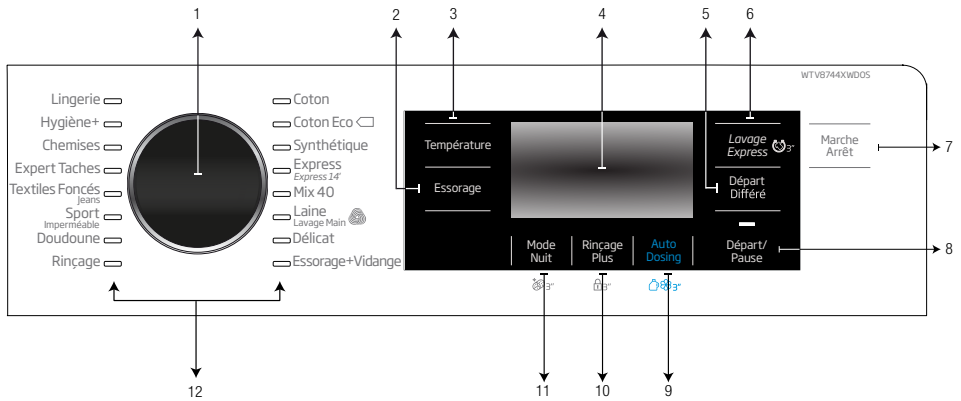 1
2
3
4
5
6
WTV8744XWDOS
Lingerie
Hygiène+
Chemises
Expert Taches
Textiles Foncés
Jeans
Sport
Imperméable
Doudoune
Rinçage
Coton
Coton Eco
Synthétique
Express
Express 14'
Mix 40
Laine
Lavage Main
Délicat
Essorage+Vidange
Température
Essorage
Lavage
Express 3"
Départ
Différé
Marche
Arrêt
7
Mode
Nuit
Rinçage
Plus
Auto
Dosing
Départ/
Pause
8
3"
3"
3"
12
11
10
9